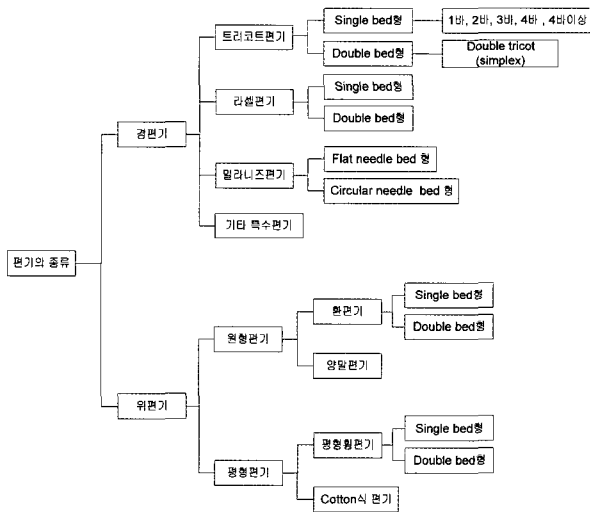 Single bed형
1바, 2바, 3바, 4바, 4바이상
트리코트편기
Double bed형
Double tricot
(simplex)
Single bed형
라셀편기
Double bed형
경편기
Flat needle bed 형
밀라니즈편기
Circular needle bed 형
기타 특수편기
편기의 종류
Single bed형
환편기
Double bed형
원형편기
양말편기
위편기
Single bed형
평형횡편기
Double bed형
평형편기
Cotton식 편기